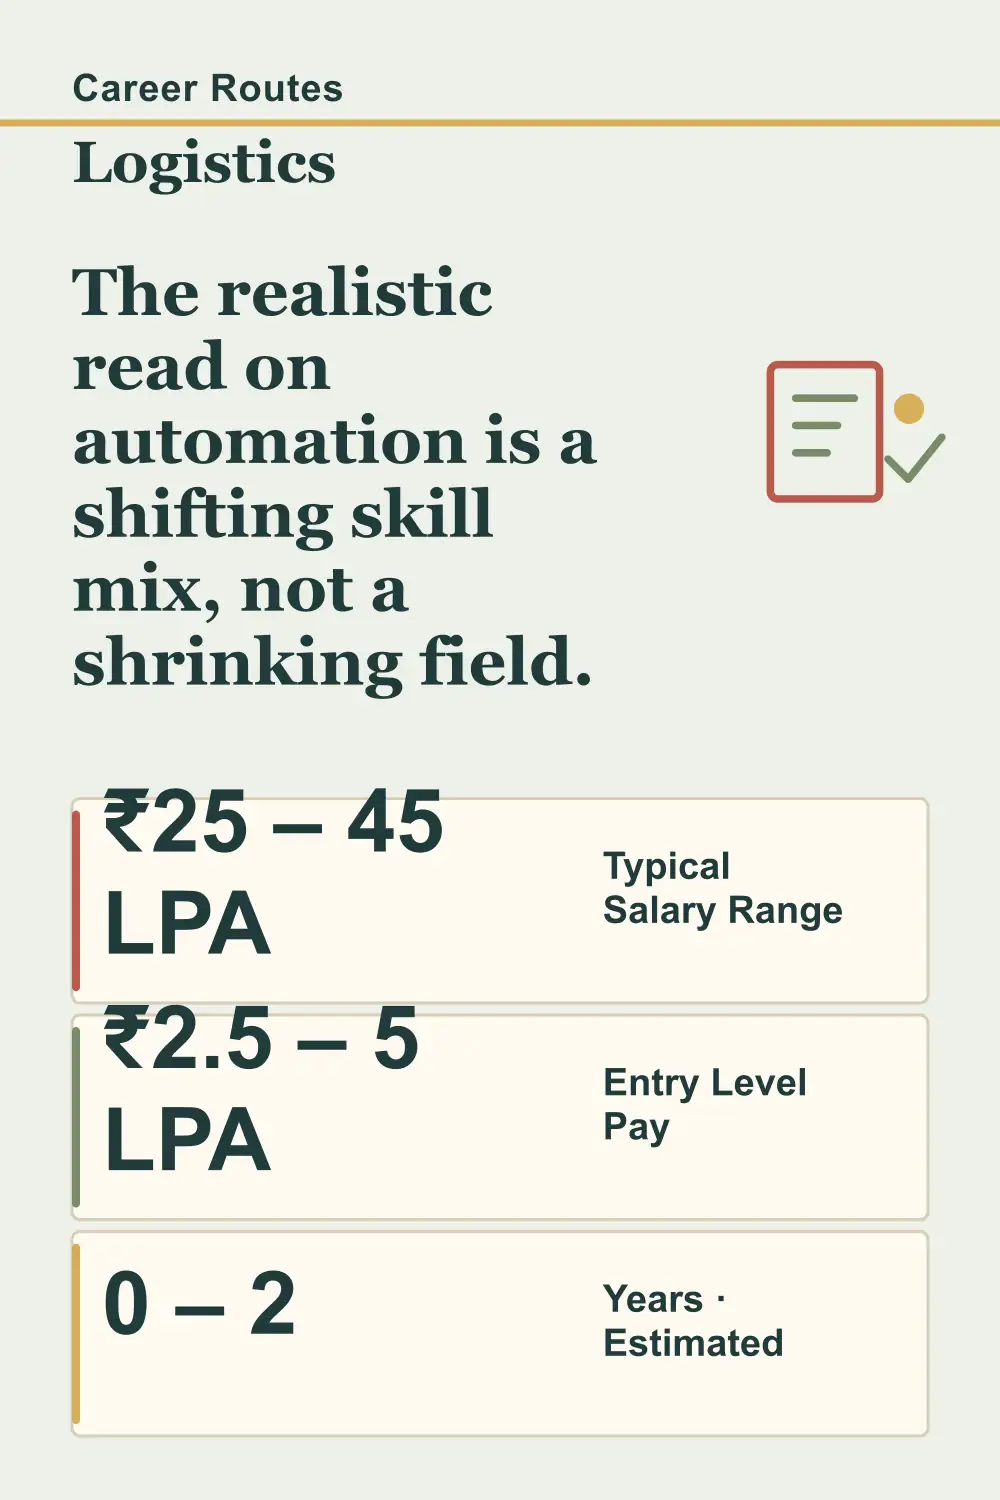 Career Routes
Logistics
The realistic
read on
automation is a
shifting skill
mix, not a
shrinking field.
₹25 – 45
LPA
Typical
Salary Range
₹2.5 – 5
LPA
Entry Level
Pay
0 – 2
Years ·
Estimated